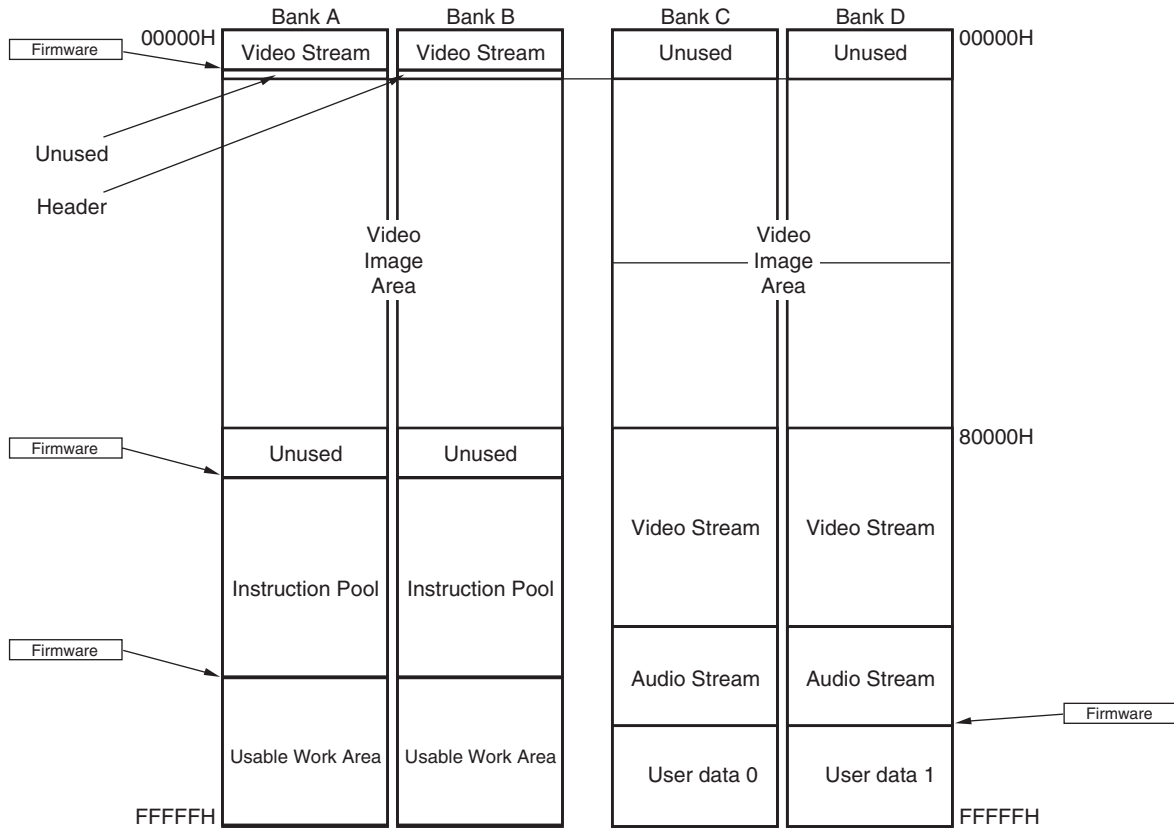 Bank A
Bank B
Bank C
Bank D
00000H
00000H
Firmware
Video Stream
Video Stream
Unused
Unused
Unused
Header
Video
Image
Area
Video
Image
Area
80000H
Firmware
Unused
Unused
Video Stream
Video Stream
Instruction Pool
Instruction Pool
Firmware
Audio Stream
Audio Stream
Firmware
Usable Work Area
Usable Work Area
User data 0
User data 1
FFFFFH
FFFFFH